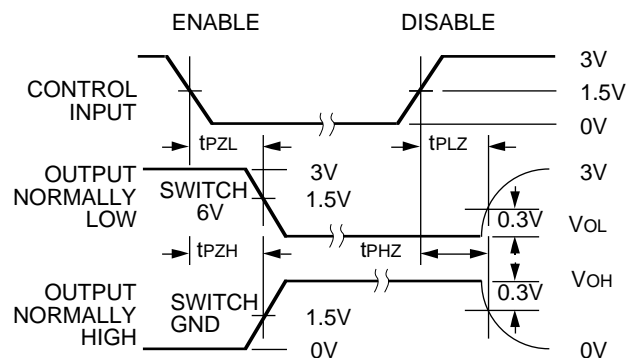 ENABLE
DISABLE
CONTROL
INPUT
3V
1.5V
0V
tPZL
tPLZ
OUTPUT
NORMALLY
LOW
SWITCH
6V
3V
1.5V
3V
0.3V
VOL
tPZH
tPHZ
OUTPUT
NORMALLY
HIGH
SWITCH
GND
1.5V
0V
VOH
0.3V
0V